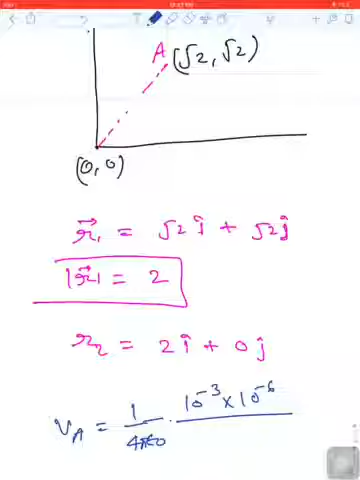 A (√2, √2)
(0,0)
r⃗₁ = √2 î + √2 ĵ
|r⃗₁| = 2
r₂ = 2 î + 0 ĵ
V_A = 1/4πε0 · 10⁻³ × 10⁻⁶